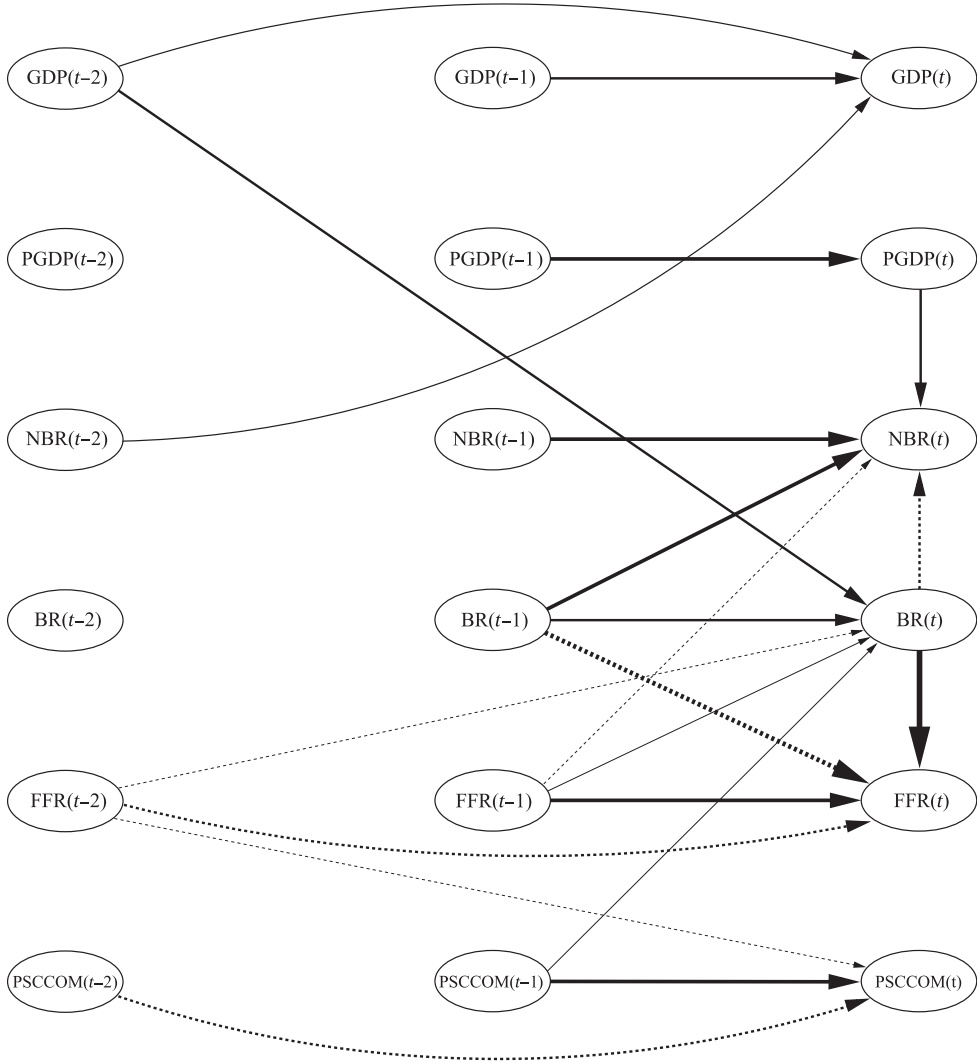 GDP(t–2) GDP(t–1) GDP(t)
PGDP(t–2) PGDP(t–1) PGDP(t)
NBR(t–2) NBR(t–1) NBR(t)
BR(t–2) BR(t–1) BR(t)
FFR(t–2) FFR(t–1) FFR(t)
PSCCOM(t–2) PSCCOM(t–1) PSCCOM(t)